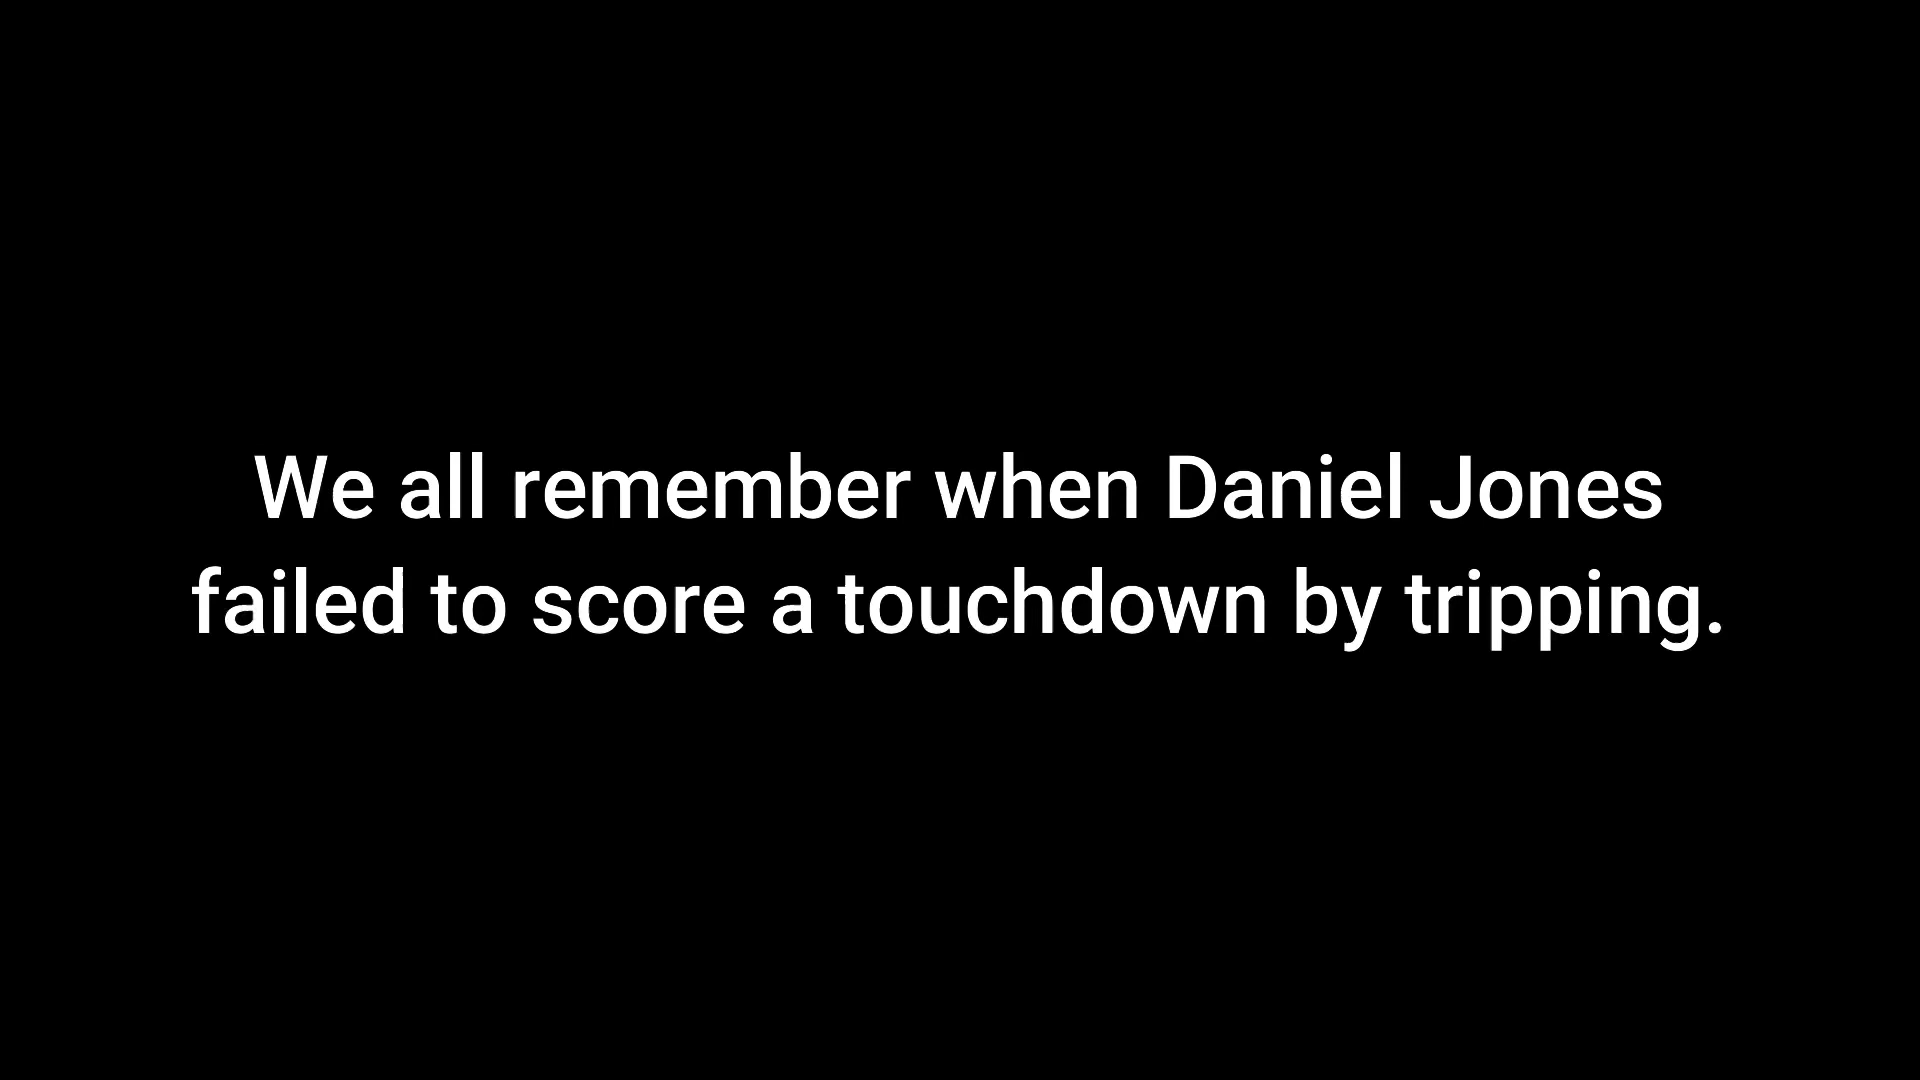 We all remember when Daniel Jones
failed to score a touchdown by tripping.